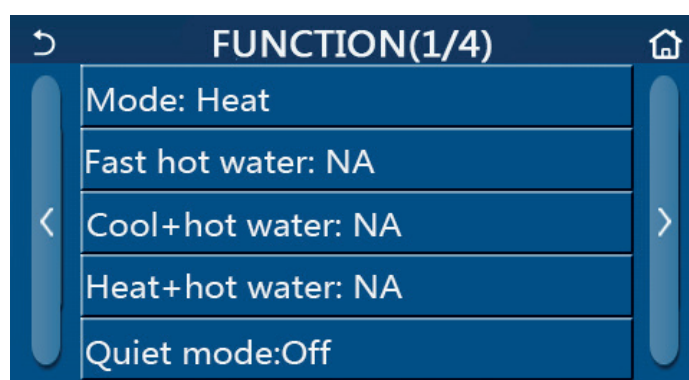 FUNCTION(1/4)
Mode: Heat
Fast hot water: NA
Cool+hot water: NA
Heat+hot water: NA
Quiet mode:Off